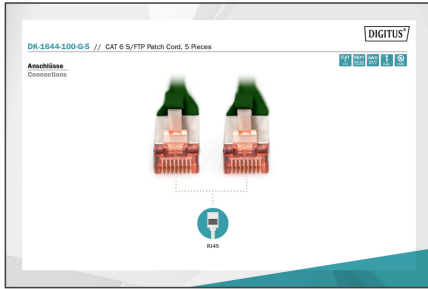 DIGITUS®
DK-1644-100-G-5 // CAT 6 S/FTP Patch Cord, 5 Pieces
Anschlüsse
Connections
RJ45